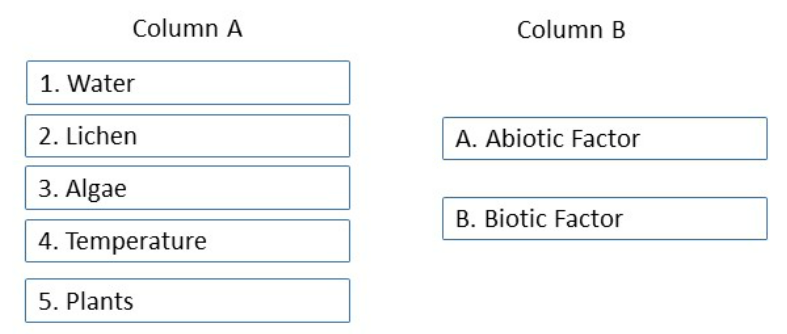 Column A
1. Water
2. Lichen
3. Algae
4. Temperature
5. Plants
Column B
A. Abiotic Factor
B. Biotic Factor